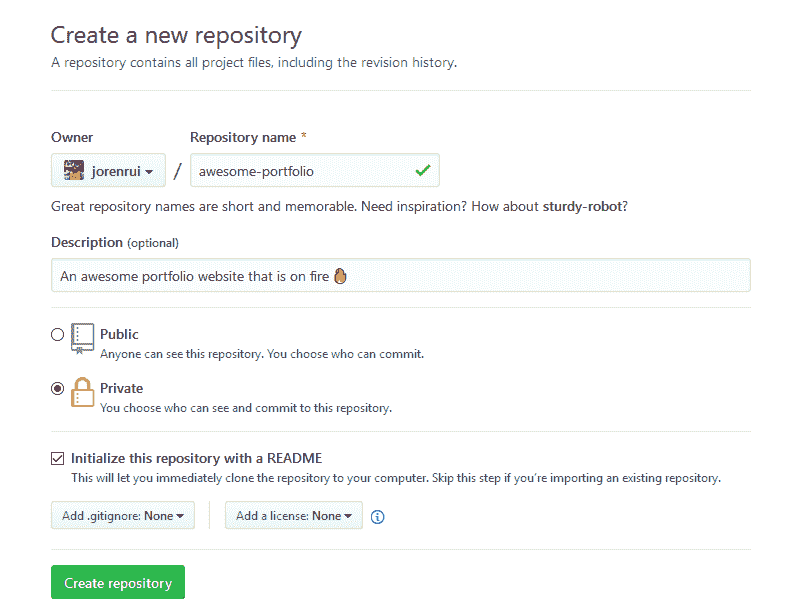 Create a new repository
A repository contains all project files, including the revision history.
Owner
Repository name *
jorenrui
/
awesome-portfolio
Great repository names are short and memorable. Need inspiration? How about sturdy-robot?
Description (optional)
An awesome portfolio website that is on fire
Public
Anyone can see this repository. You choose who can commit.
Private
You choose who can see and commit to this repository.
Initialize this repository with a README
This will let you immediately clone the repository to your computer. Skip this step if you’re importing an existing repository.
Add .gitignore: None
Add a license: None
Create repository